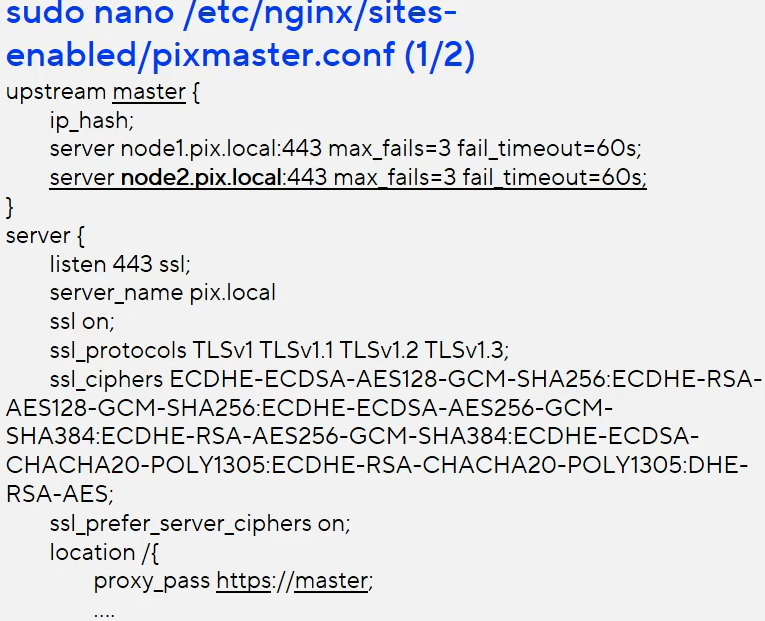 sudo nano /etc/nginx/sites-
enabled/pixmaster.conf (1/2)
upstream master {
ip_hash;
server node1.pix.local:443 max_fails=3 fail_timeout=60s;
server node2.pix.local:443 max_fails=3 fail_timeout=60s;
}
server {
listen 443 ssl;
server_name pix.local
ssl on;
ssl_protocols TLSv1 TLSv1.1 TLSv1.2 TLSv1.3;
ssl_ciphers ECDHE-ECDSA-AES128-GCM-SHA256:ECDHE-RSA-
AES128-GCM-SHA256:ECDHE-ECDSA-AES256-GCM-
SHA384:ECDHE-RSA-AES256-GCM-SHA384:ECDHE-ECDSA-
CHACHA20-POLY1305:ECDHE-RSA-CHACHA20-POLY1305:DHE-
RSA-AES;
ssl_prefer_server_ciphers on;
location /{
proxy_pass https://master;
....